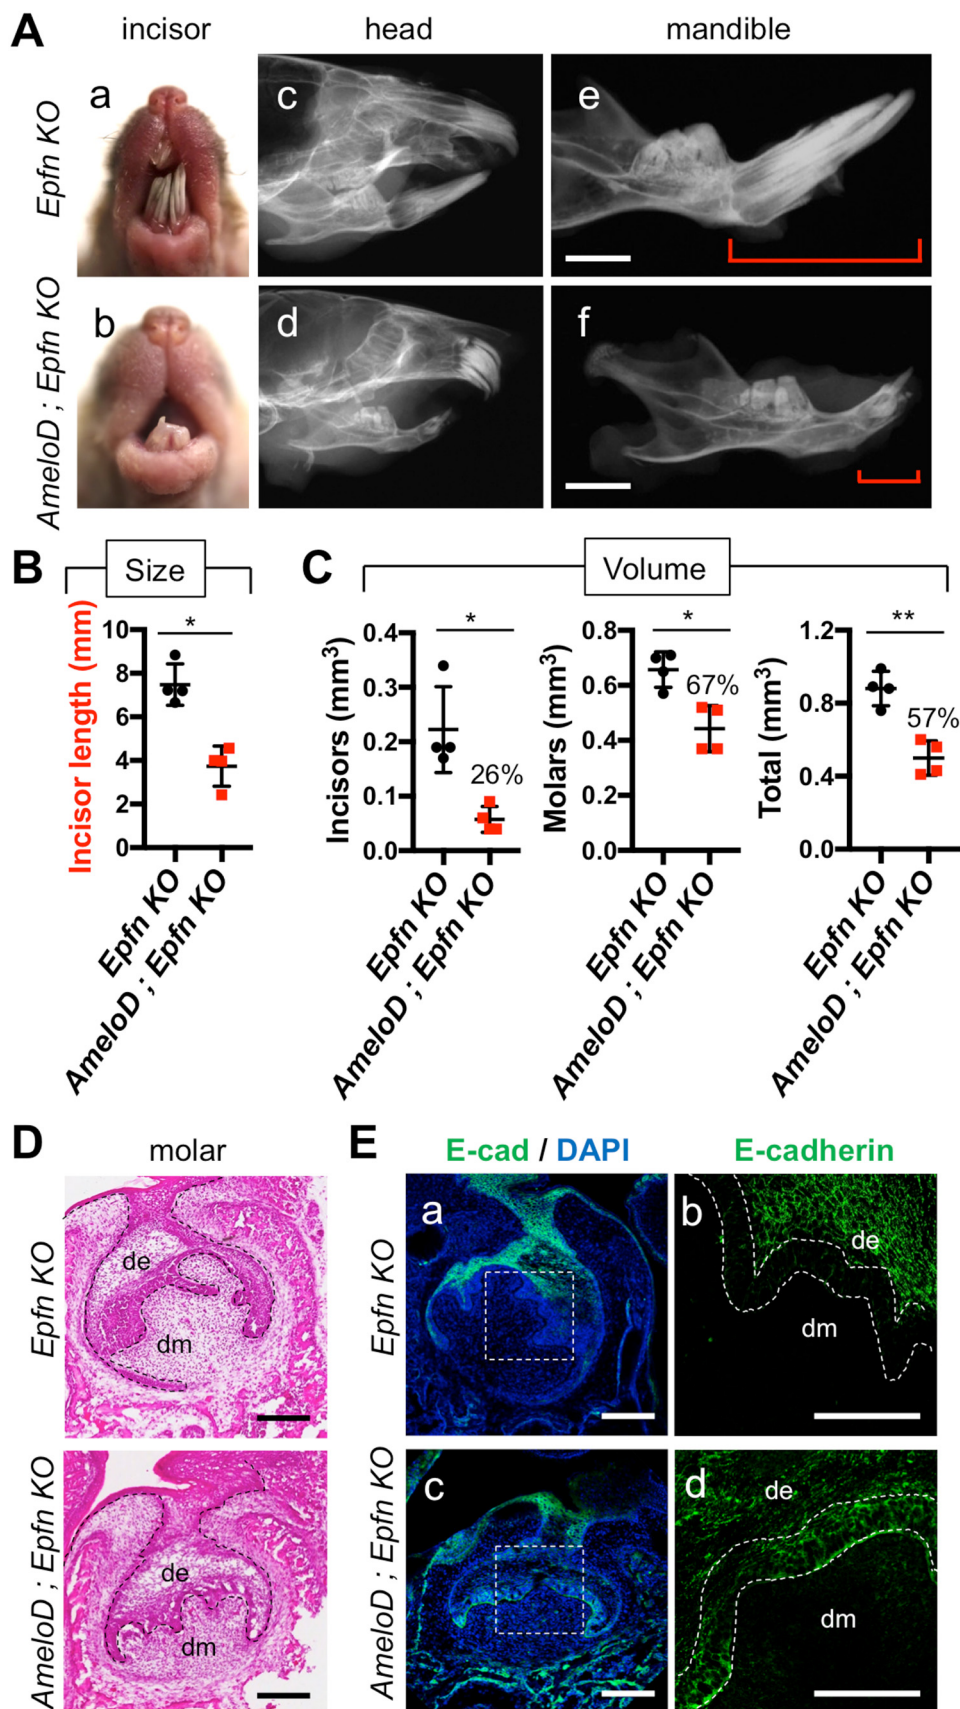 A incisor head mandible
Epfn KO
a c e
AmeloD ; Epfn KO
b d f
B Size
Incisor length (mm)
10
8
6
4
2
0
*
Epfn KO
AmeloD ; Epfn KO
C Volume
Incisors (mm³)
0.4
0.3
0.2
0.1
0.0
*
26%
Epfn KO
AmeloD ; Epfn KO
Molars (mm³)
0.8
0.6
0.4
0.2
0.0
*
67%
Epfn KO
AmeloD ; Epfn KO
Total (mm³)
1.2
0.8
0.4
0.0
**
57%
Epfn KO
AmeloD ; Epfn KO
D molar
Epfn KO
de
dm
AmeloD ; Epfn KO
de
dm
E E-cad / DAPI E-cadherin
Epfn KO
a b
de
dm
AmeloD ; Epfn KO
c d
de
dm